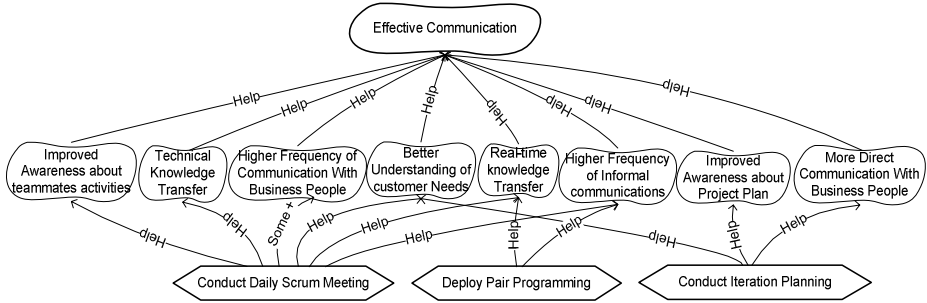 Effective Communication
Help
Help
Help
Help
Help
Help
Help
Help
Improved
Awareness about
teammates activities
Technical
Knowledge
Transfer
Higher Frequency of
Communication With
Business People
Better
Understanding of
customer Needs
Real-time
knowledge
Transfer
Higher Frequency
of Informal
communications
Improved
Awareness about
Project Plan
More Direct
Communication With
Business People
Help
Help
Some +
Help
Help
Help
Help
Help
Help
Help
Help
Conduct Daily Scrum Meeting
Deploy Pair Programming
Conduct Iteration Planning